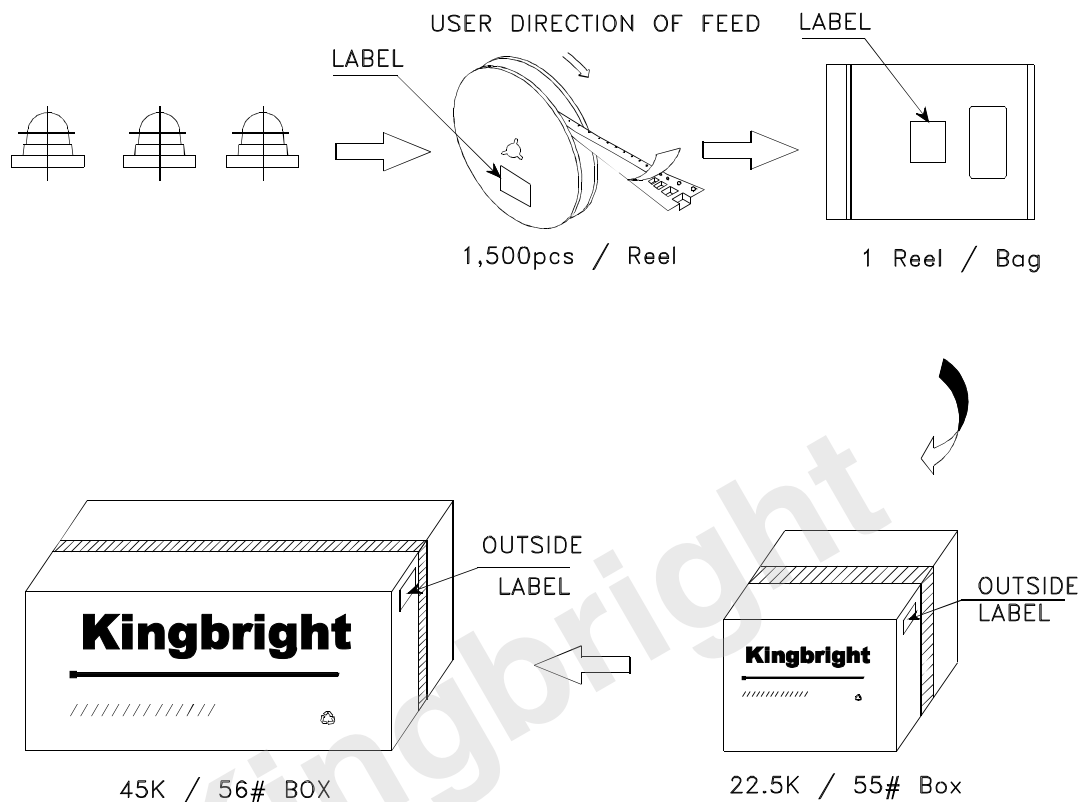 USER DIRECTION OF FEED
LABEL
LABEL
1,500pcs / Reel
1 Reel / Bag
OUTSIDE
LABEL
Kingbright
45K / 56# BOX
OUTSIDE
LABEL
Kingbright
22.5K / 55# Box
Kingbright